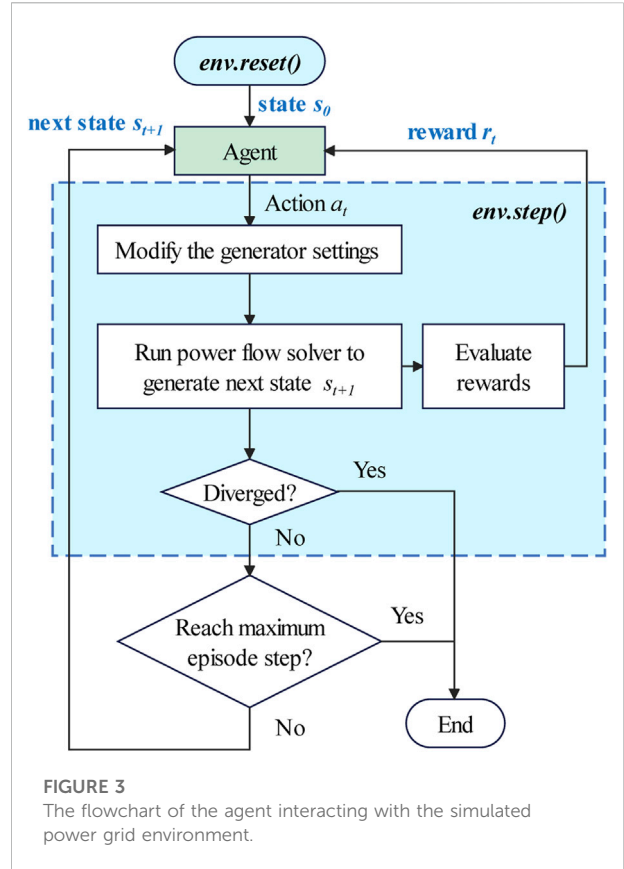 env.reset()
state s0
next state st+1
reward rt
Agent
Action at
env.step()
Modify the generator settings
Run power flow solver to
generate next state st+1
Evaluate
rewards
Diverged?
Yes
No
Reach maximum
episode step?
Yes
No
End
FIGURE 3
The flowchart of the agent interacting with the simulated
power grid environment.